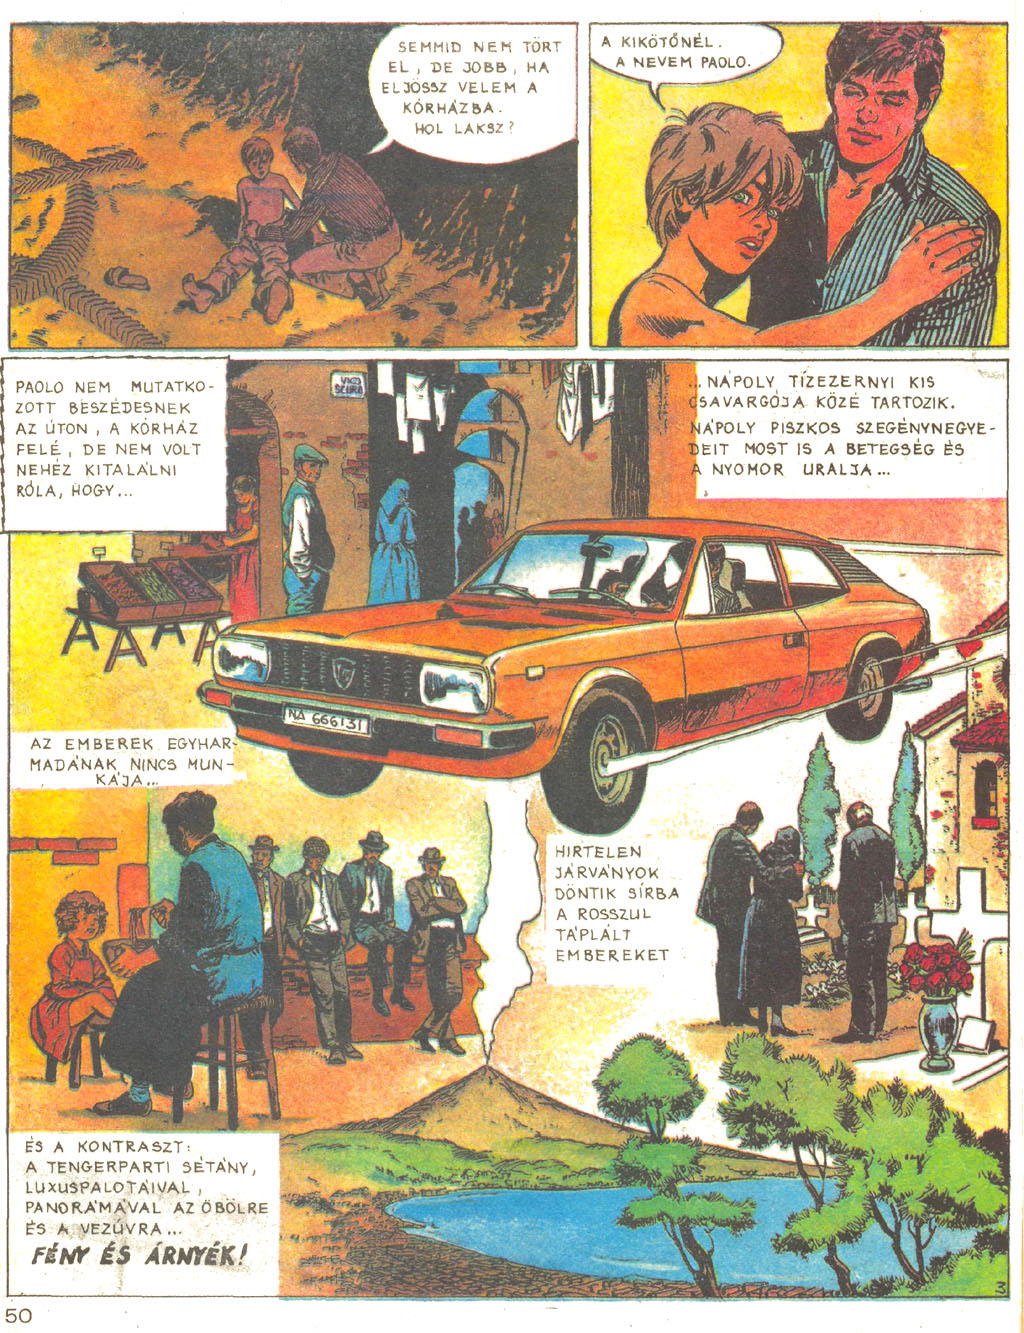 SEMMID NEM TÖRT
EL, DE JOBB, HA
ELJÖSSZ VELEM A
KÓRHÁZBA.
HOL LAKSZ?
A KIKÖTŐNÉL.
A NEVEM PAOLO.
PAOLO NEM MUTATKO-
ZOTT BESZÉDESNEK
AZ ÚTON, A KÓRHÁZ
FELÉ, DE NEM VOLT
NEHÉZ KITALÁLNI
RÓLA, HOGY...
...NÁPOLY TÍZEZERNYI KIS
CSAVARGÓJA KÖZÉ TARTOZIK.
NÁPOLY PISZKOS SZEGÉNYNEGYE-
DEIT MOST IS A BETEGSÉG ÉS
A NYOMOR URALJA...
NA 666131
AZ EMBEREK EGYHAR-
MADÁNAK NINCS MUN-
KÁJA...
HIRTELEN
JÁRVÁNYOK
DÖNTIK SÍRBA
A ROSSZUL
TÁPLÁLT
EMBEREKET
ÉS A KONTRASZT:
A TENGERPARTI SÉTÁNY,
LUXUSPALOTÁIVAL,
PANORÁMÁVAL AZ ÖBÖLRE
ÉS A VEZÚVRA...
FÉNY ÉS ÁRNYÉK!
3
50